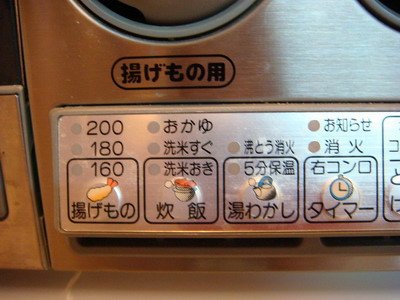 揚げもの用
200 おかゆ お知らせ
180 洗米すぐ 沸とう消火 消火
160 洗米おき 5分保温 右コンロ
揚げもの 炊飯 湯わかし タイマー